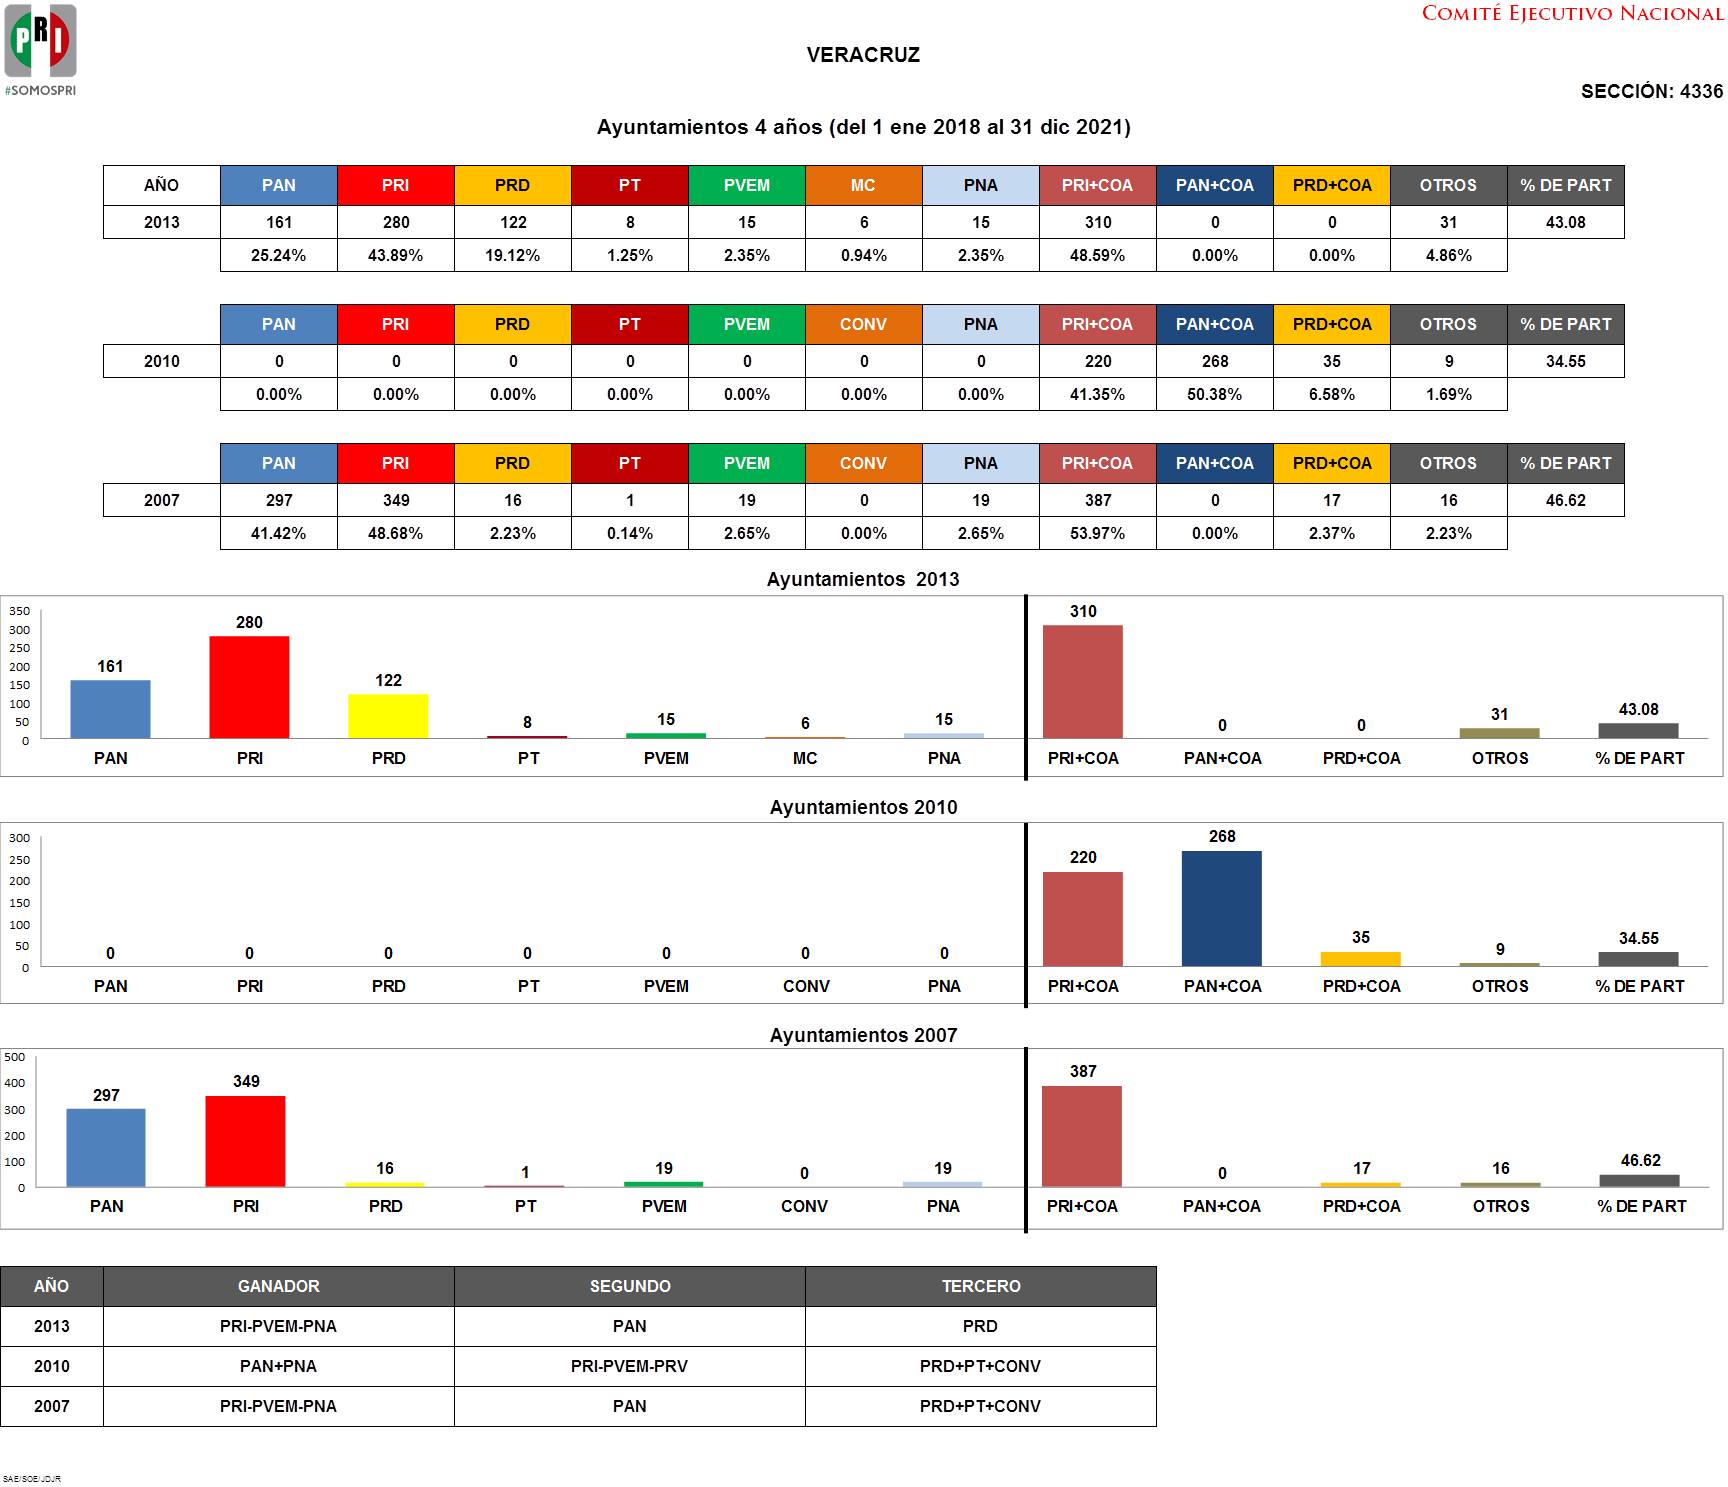 PRI
#SOMOSPRI
COMITÉ EJECUTIVO NACIONAL
VERACRUZ
SECCIÓN: 4336
Ayuntamientos 4 años (del 1 ene 2018 al 31 dic 2021)
AÑO PAN PRI PRD PT PVEM MC PNA PRI+COA PAN+COA PRD+COA OTROS % DE PART
2013 161 280 122 8 15 6 15 310 0 0 31 43.08
25.24% 43.89% 19.12% 1.25% 2.35% 0.94% 2.35% 48.59% 0.00% 0.00% 4.86%
PAN PRI PRD PT PVEM CONV PNA PRI+COA PAN+COA PRD+COA OTROS % DE PART
2010 0 0 0 0 0 0 0 220 268 35 9 34.55
0.00% 0.00% 0.00% 0.00% 0.00% 0.00% 0.00% 41.35% 50.38% 6.58% 1.69%
PAN PRI PRD PT PVEM CONV PNA PRI+COA PAN+COA PRD+COA OTROS % DE PART
2007 297 349 16 1 19 0 19 387 0 17 16 46.62
41.42% 48.68% 2.23% 0.14% 2.65% 0.00% 2.65% 53.97% 0.00% 2.37% 2.23%
Ayuntamientos 2013
350
300
250
200
150
100
50
0
161 280 122 8 15 6 15 310 0 0 31 43.08
PAN PRI PRD PT PVEM MC PNA PRI+COA PAN+COA PRD+COA OTROS % DE PART
Ayuntamientos 2010
300
250
200
150
100
50
0
0 0 0 0 0 0 0 220 268 35 9 34.55
PAN PRI PRD PT PVEM CONV PNA PRI+COA PAN+COA PRD+COA OTROS % DE PART
Ayuntamientos 2007
500
400
300
200
100
0
297 349 16 1 19 0 19 387 0 17 16 46.62
PAN PRI PRD PT PVEM CONV PNA PRI+COA PAN+COA PRD+COA OTROS % DE PART
AÑO GANADOR SEGUNDO TERCERO
2013 PRI-PVEM-PNA PAN PRD
2010 PAN+PNA PRI-PVEM-PRV PRD+PT+CONV
2007 PRI-PVEM-PNA PAN PRD+PT+CONV
SAE/SOE/JDJR